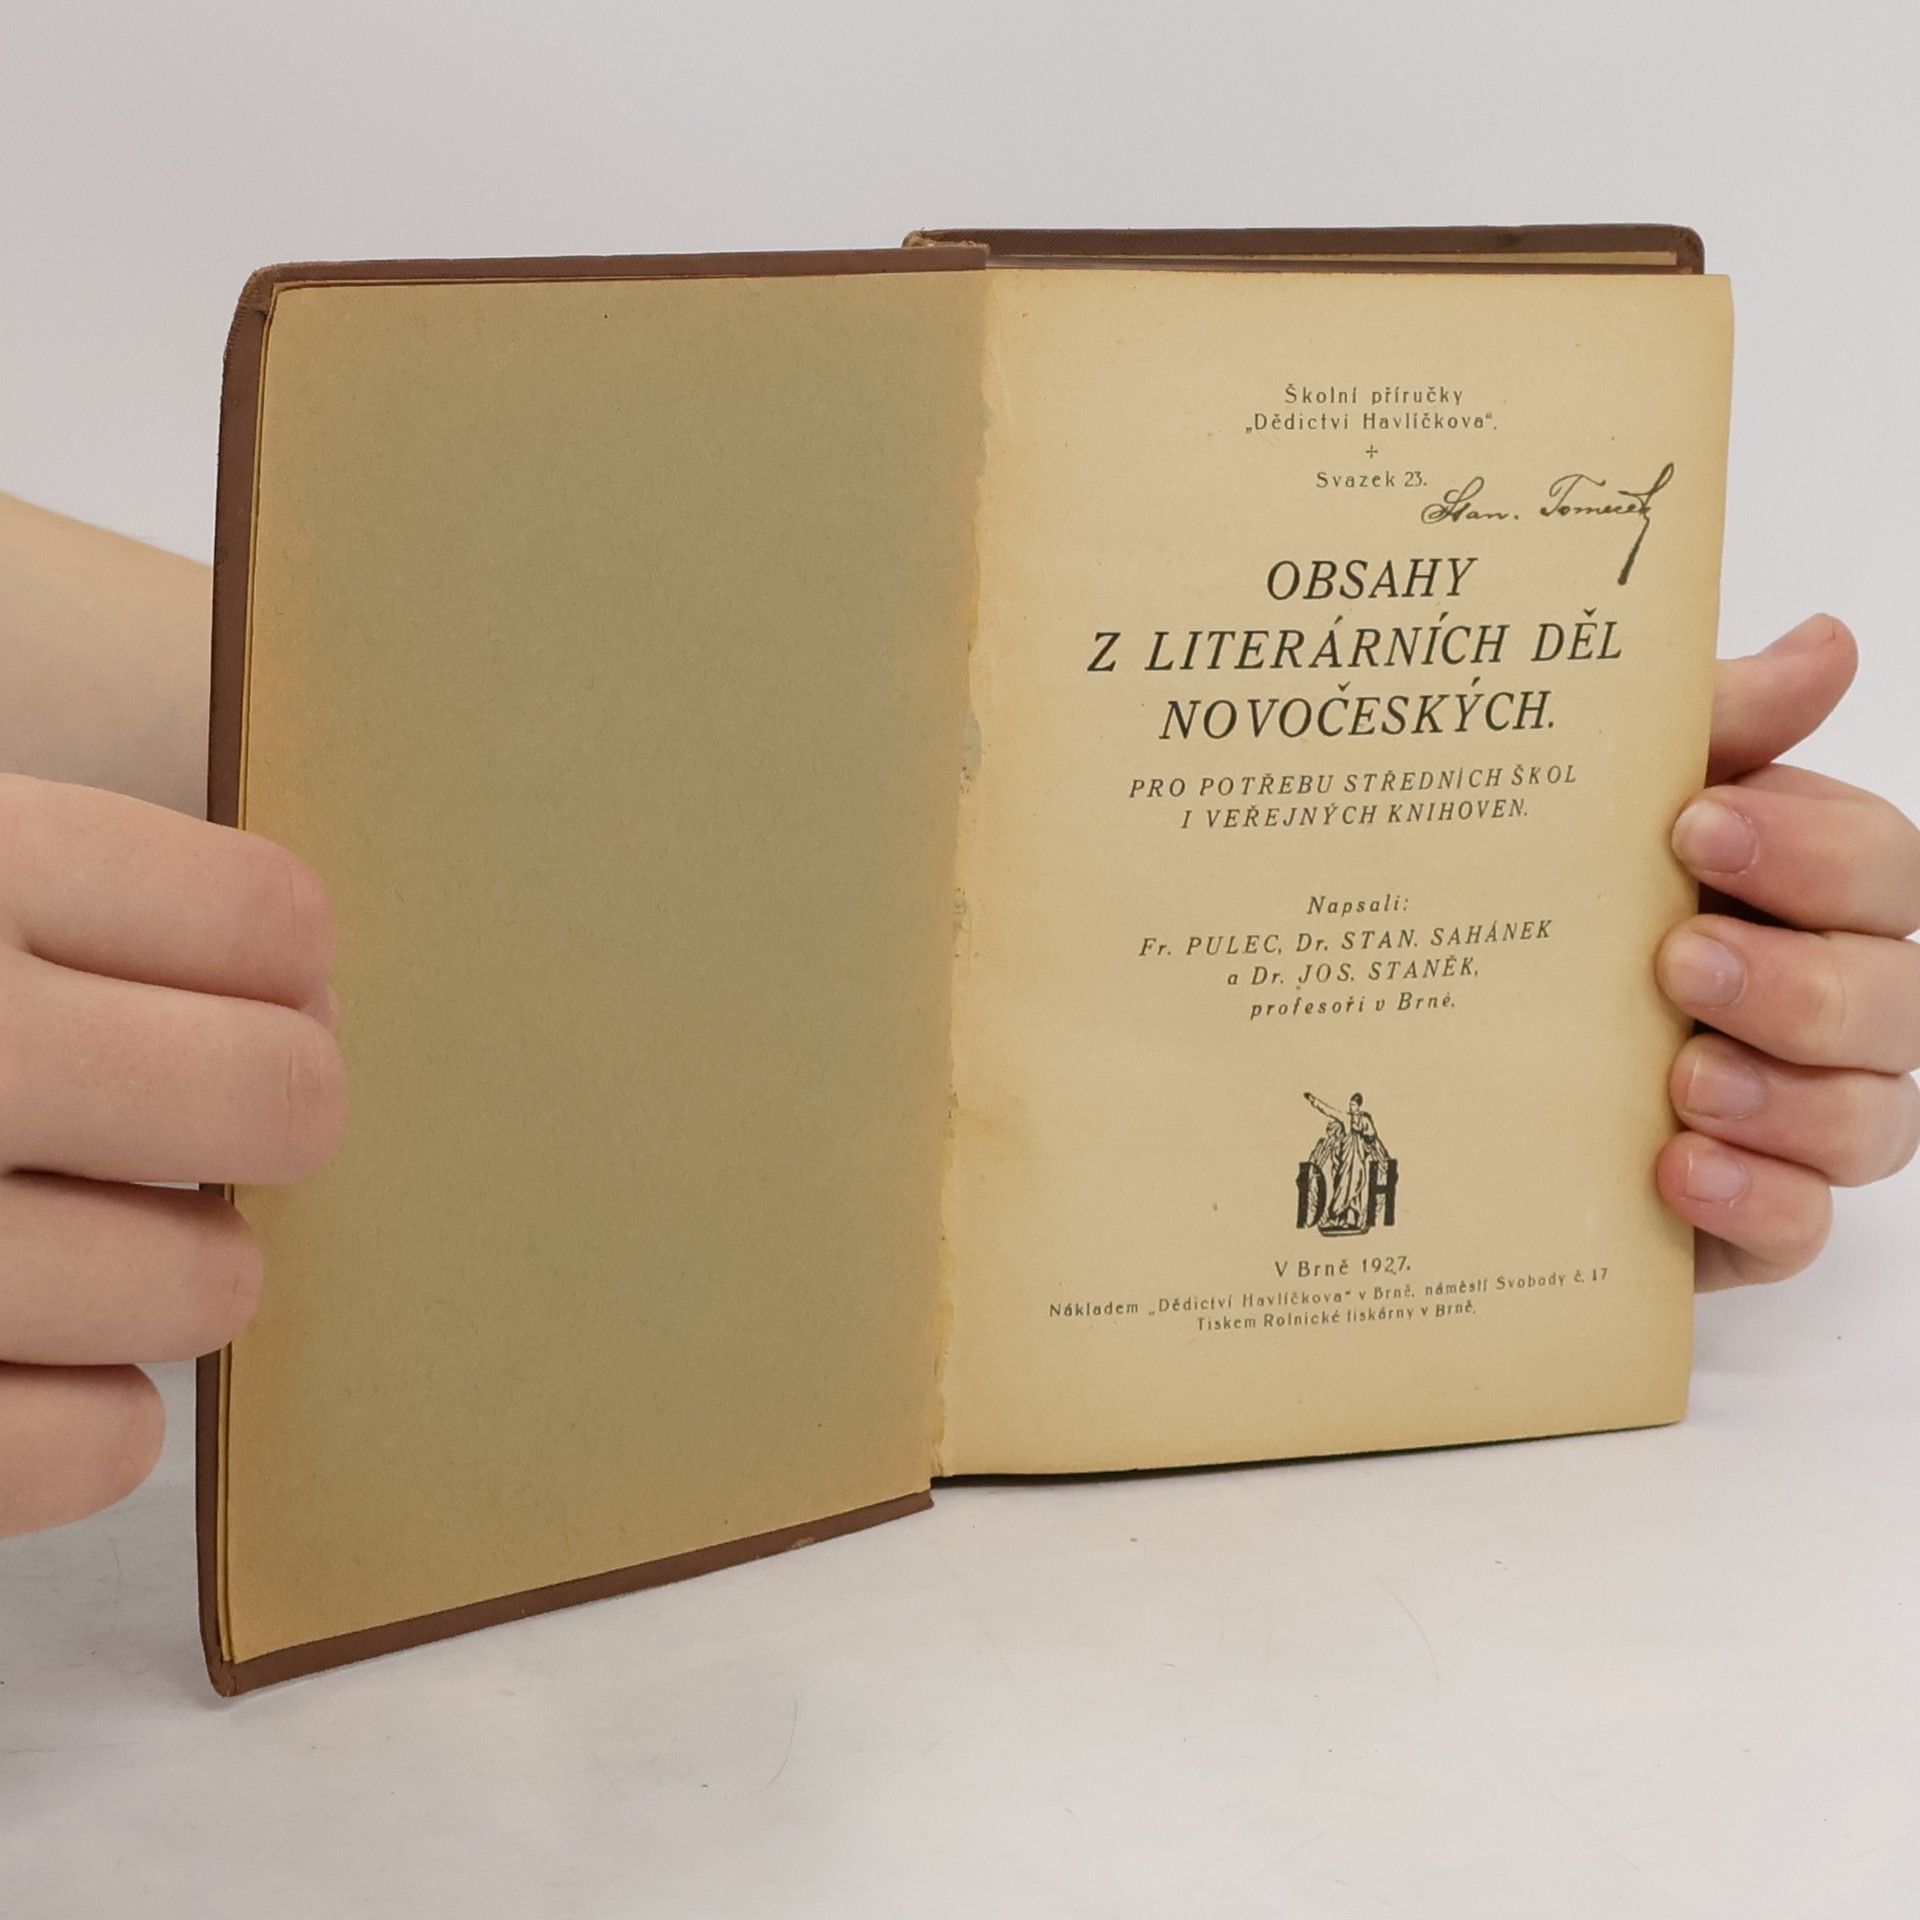 Školní příručky
„Dědictví Havlíčkova“.
Svazek 23.
Stan. Tomeček
OBSAHY
Z LITERÁRNÍCH DĚL
NOVOČESKÝCH.
PRO POTŘEBU STŘEDNÍCH ŠKOL
I VEŘEJNÝCH KNIHOVEN.
Napsali:
Fr. PULEC, Dr. STAN. SAHÁNEK
a Dr. JOS. STANĚK,
profesoři v Brně.
D H
V Brně 1927.
Nákladem „Dědictví Havlíčkova“ v Brně, náměstí Svobody č. 17
Tiskem Rolnické tiskárny v Brně.